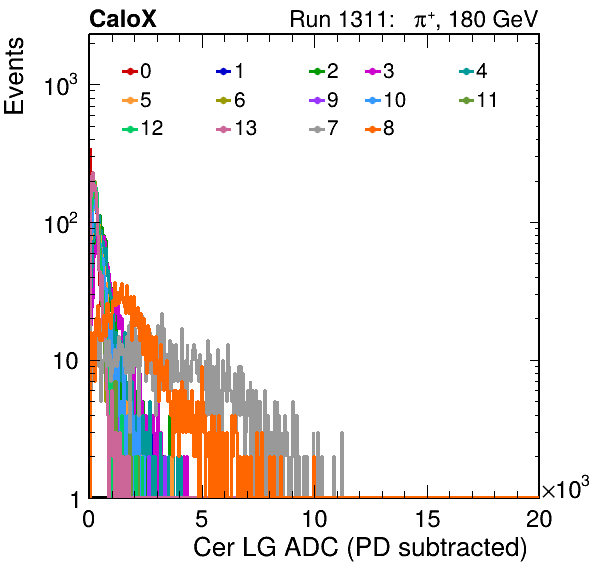 CaloX Run 1311: π⁺, 180 GeV
Events
0 1 2 3 4
5 6 9 10 11
12 13 7 8
10³
10²
10
1
0 5 10 15 20
×10³
Cer LG ADC (PD subtracted)